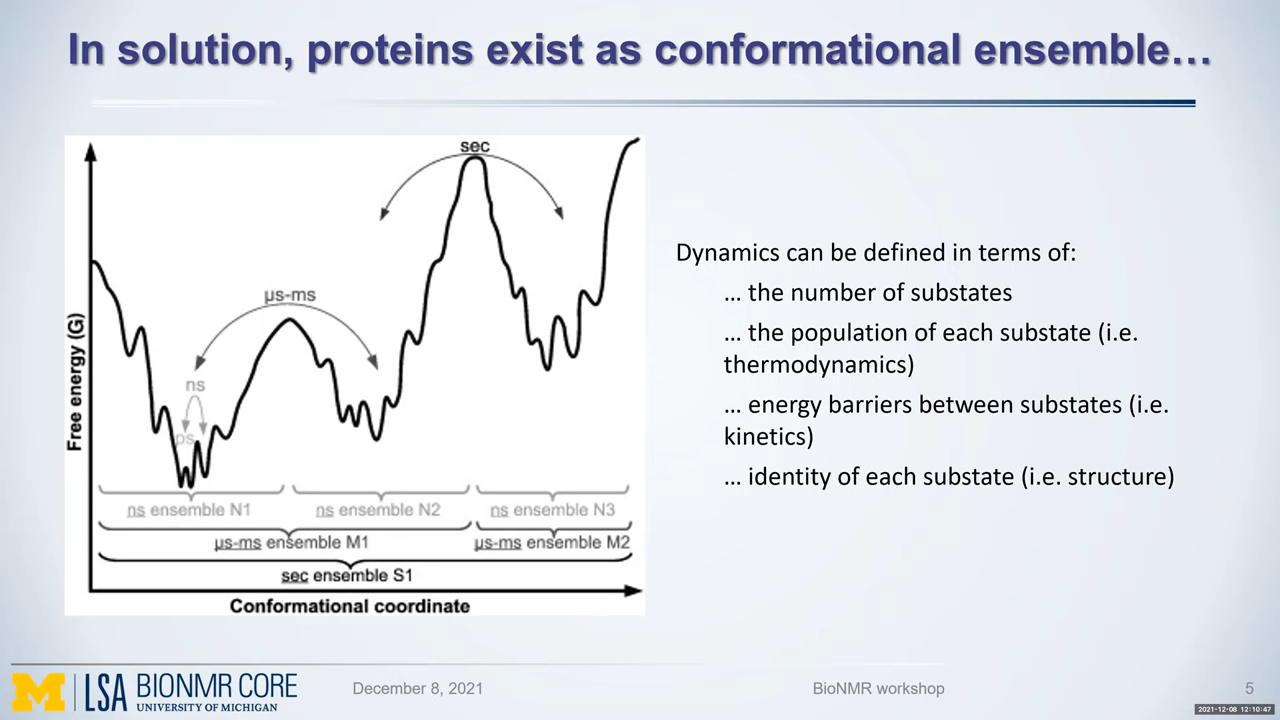 In solution, proteins exist as conformational ensemble…
sec
µs-ms
ns
ps
Free energy (G)
ns ensemble N1
ns ensemble N2
ns ensemble N3
µs-ms ensemble M1
µs-ms ensemble M2
sec ensemble S1
Conformational coordinate
Dynamics can be defined in terms of:
… the number of substates
… the population of each substate (i.e.
thermodynamics)
… energy barriers between substates (i.e.
kinetics)
… identity of each substate (i.e. structure)
M
LSA
BIONMR CORE
UNIVERSITY OF MICHIGAN
December 8, 2021
BioNMR workshop
5
2021-12-08 12:10:47